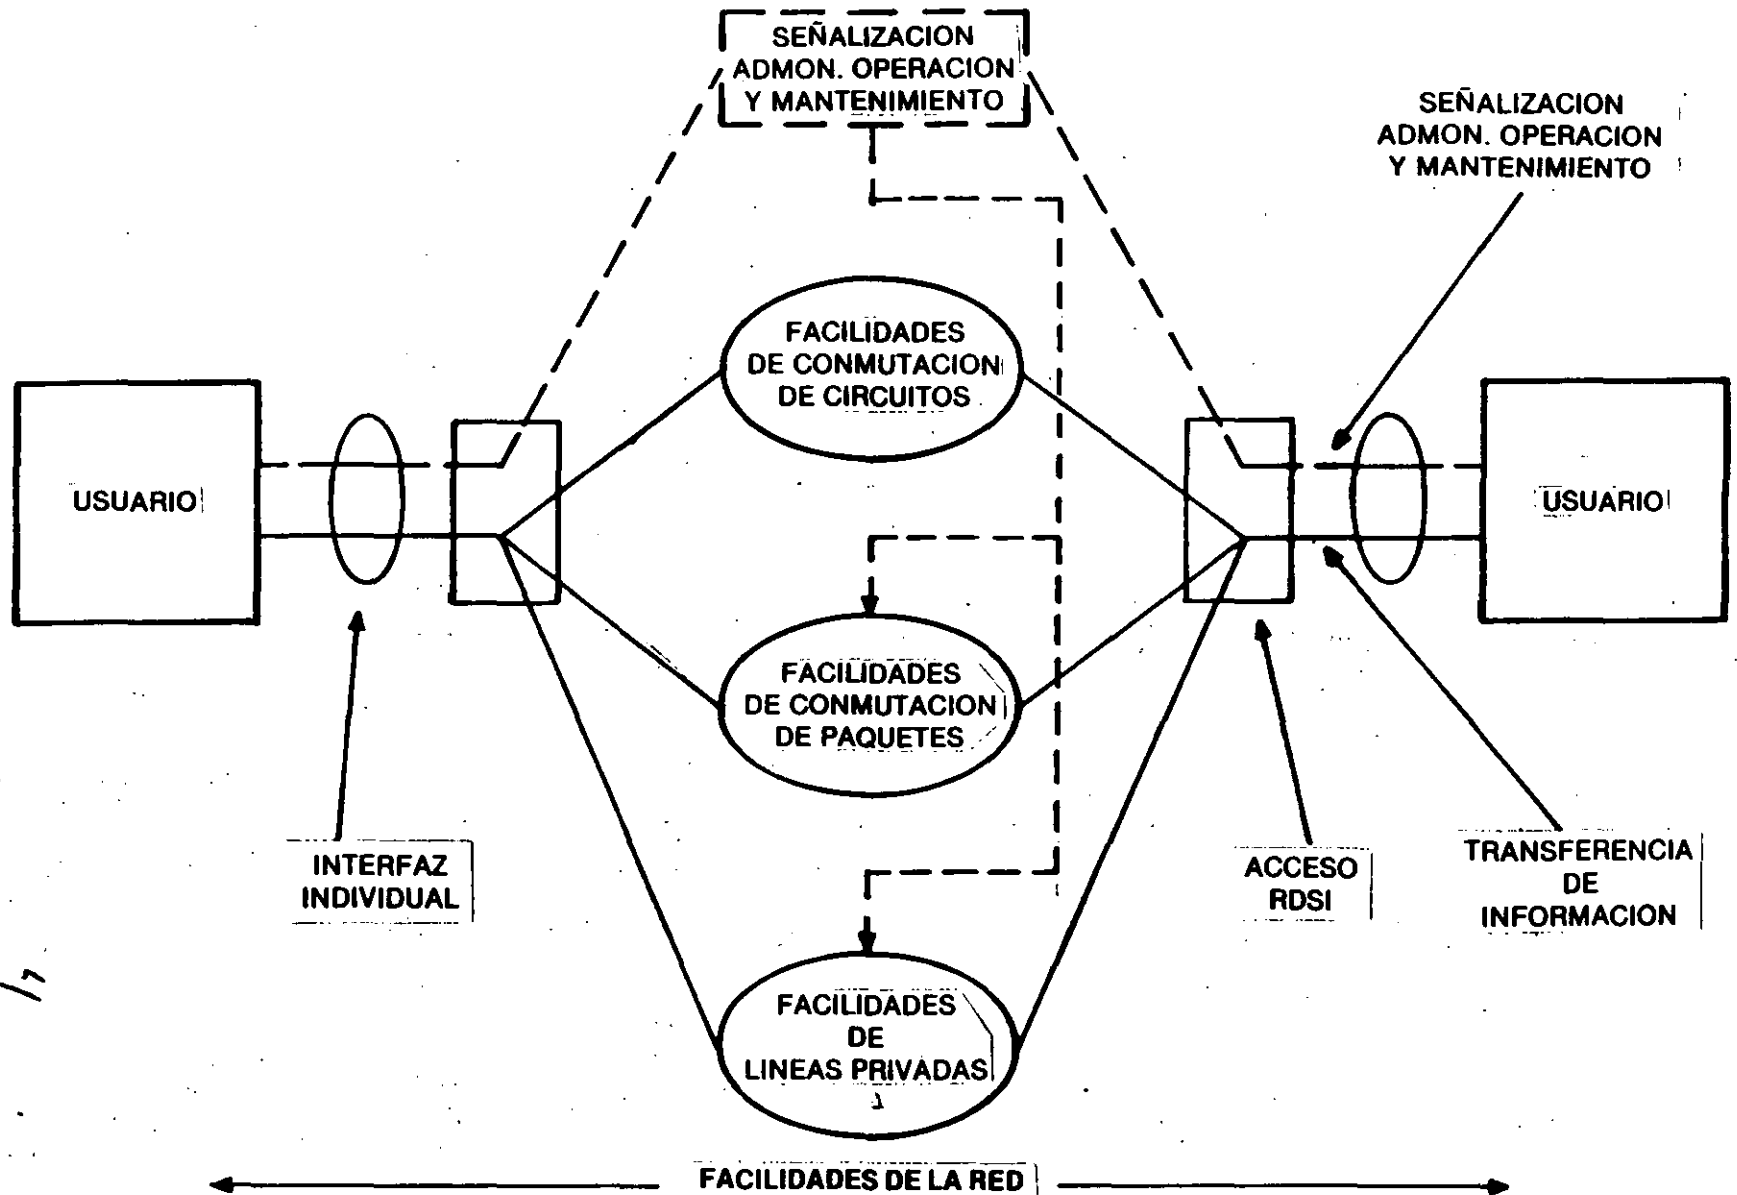 SEÑALIZACION
ADMON. OPERACION
Y MANTENIMIENTO
SEÑALIZACION
ADMON. OPERACION
Y MANTENIMIENTO
FACILIDADES
DE CONMUTACION
DE CIRCUITOS
USUARIO
USUARIO
FACILIDADES
DE CONMUTACION
DE PAQUETES
INTERFAZ
INDIVIDUAL
ACCESO
RDSI
TRANSFERENCIA
DE
INFORMACION
FACILIDADES
DE
LINEAS PRIVADAS
FACILIDADES DE LA RED